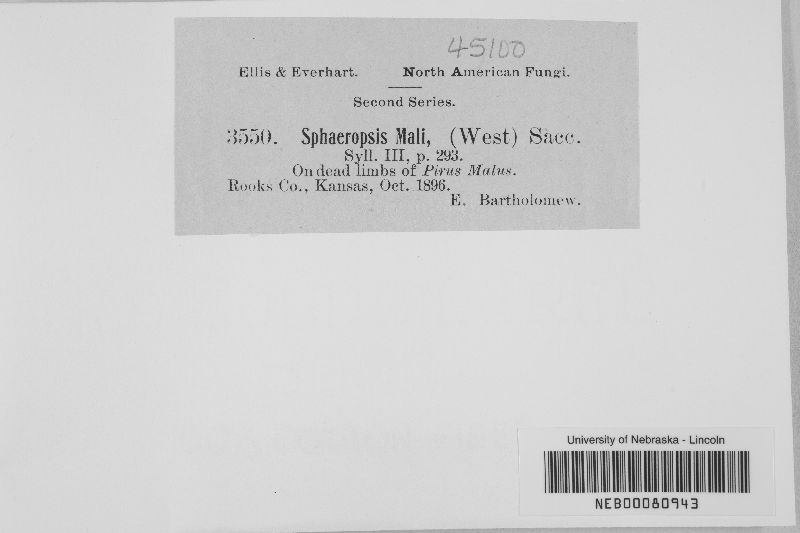 45100
Ellis & Everhart. North American Fungi.
Second Series.
3550. Sphaeropsis Mali, (West) Sacc.
Syll. III, p. 293.
On dead limbs of Pirus Malus.
Rooks Co., Kansas, Oct. 1896.
E. Bartholomew.
University of Nebraska - Lincoln
NEB00080943